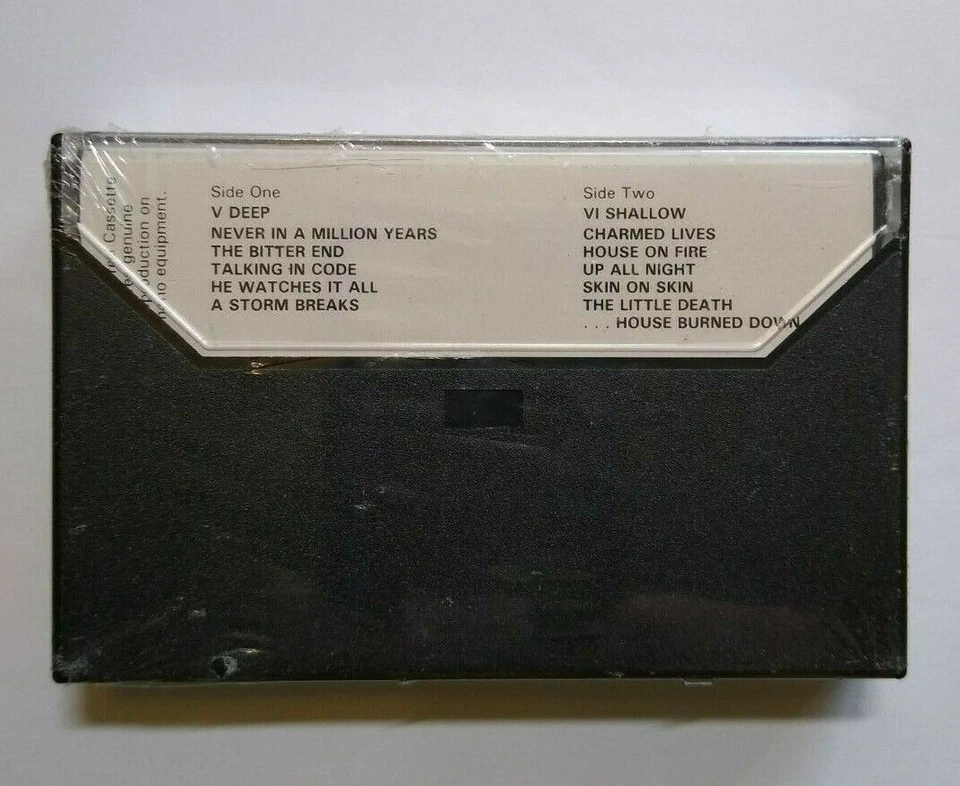 Cassette
genuine
on
no equipment.
Side One
V DEEP
NEVER IN A MILLION YEARS
THE BITTER END
TALKING IN CODE
HE WATCHES IT ALL
A STORM BREAKS
Side Two
VI SHALLOW
CHARMED LIVES
HOUSE ON FIRE
UP ALL NIGHT
SKIN ON SKIN
THE LITTLE DEATH
. . . HOUSE BURNED DOWN